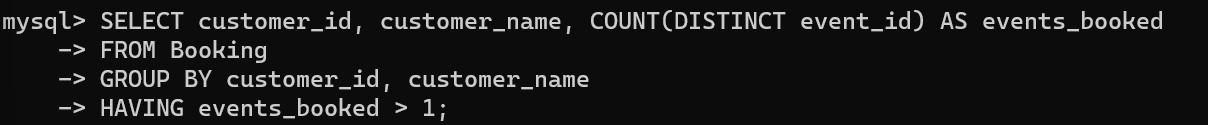 mysql> SELECT customer_id, customer_name, COUNT(DISTINCT event_id) AS events_booked
    -> FROM Booking
    -> GROUP BY customer_id, customer_name
    -> HAVING events_booked > 1;